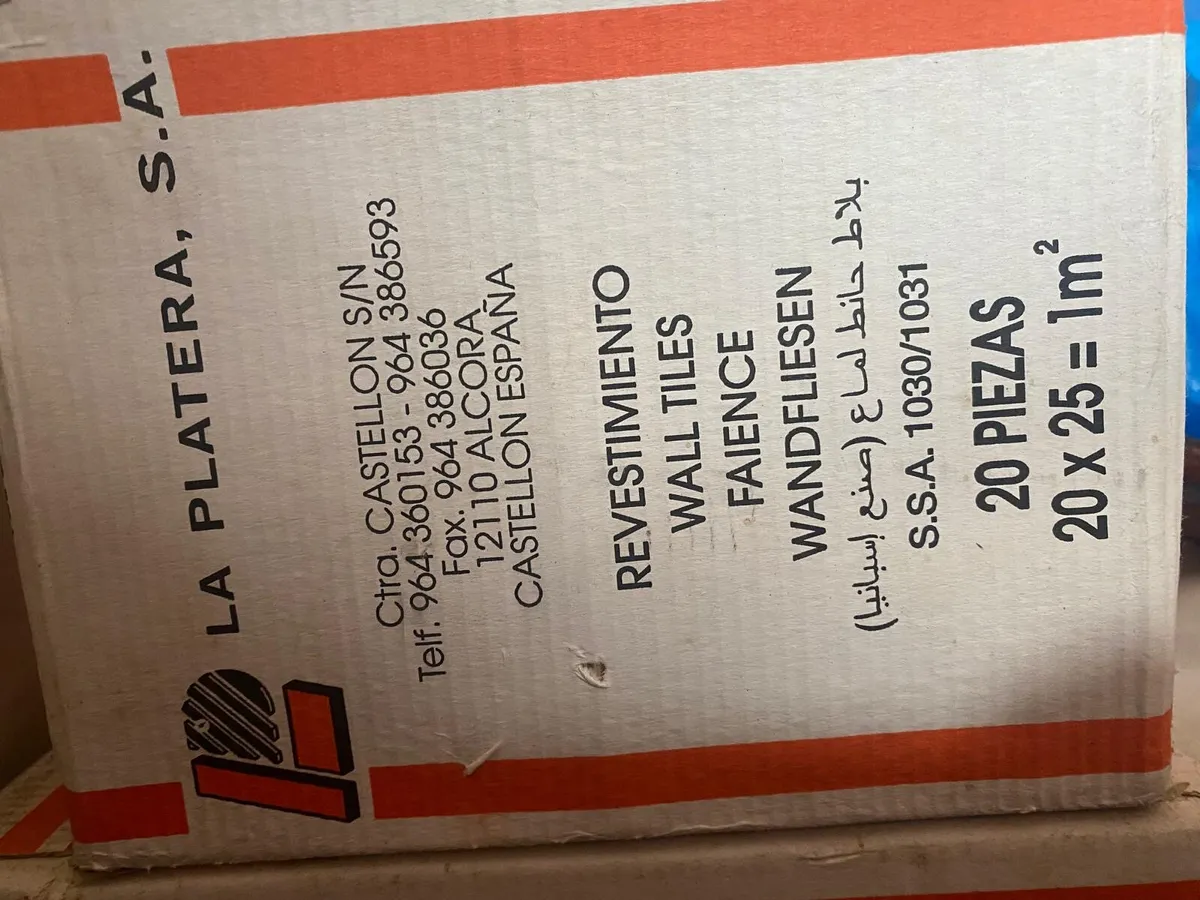 LA PLATERA, S.A.
Ctra. CASTELLON S/N
Telf. 964 360153 - 964 386593
Fax. 964 386036
12110 ALCORA
CASTELLON ESPAÑA
REVESTIMIENTO
WALL TILES
FAIENCE
WANDFLIESEN
بلاط حائط لماع (صنع إسبانيا)
S.S.A. 1030/1031
20 PIEZAS
20 x 25 = 1m²